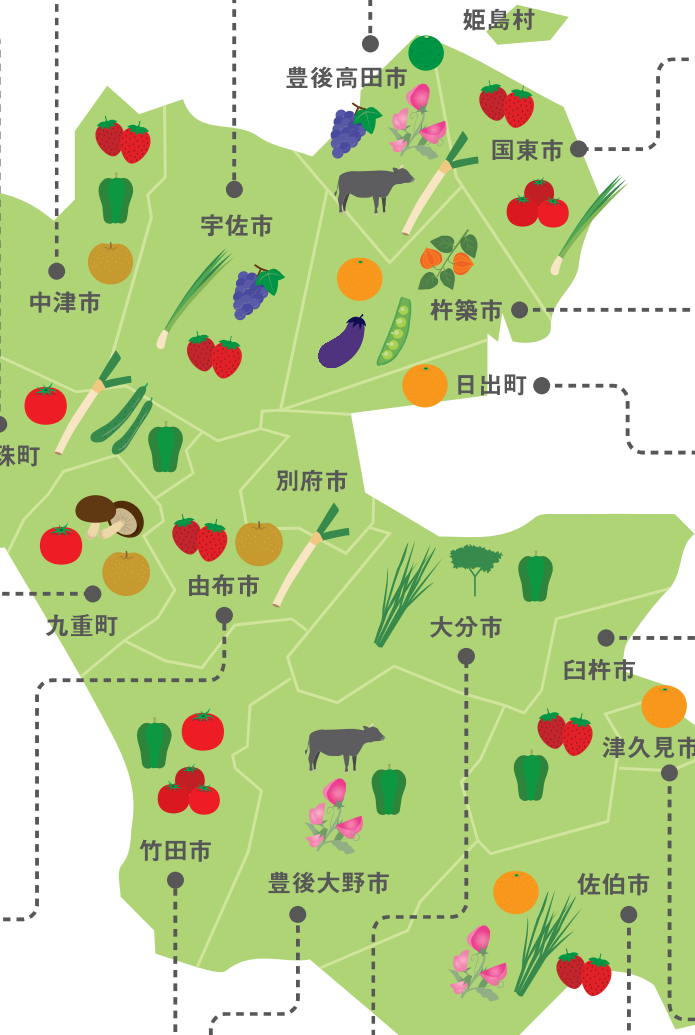 姫島村
豊後高田市
国東市
宇佐市
中津市
杵築市
日出町
珠町
別府市
由布市
九重町
大分市
臼杵市
津久見市
竹田市
豊後大野市
佐伯市